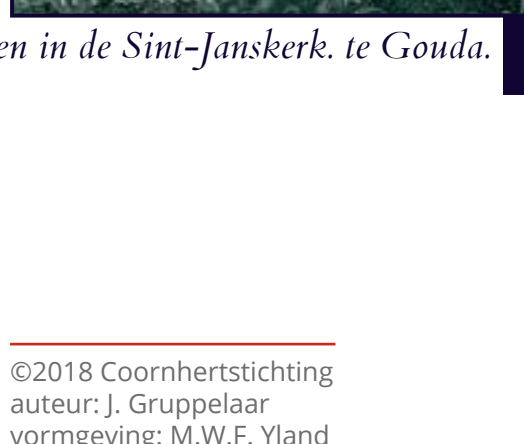 en in de Sint-Janskerk. te Gouda.
©2018 Coornhertstichting
auteur: J. Gruppelaar
vormgeving: M.W.F. Yland